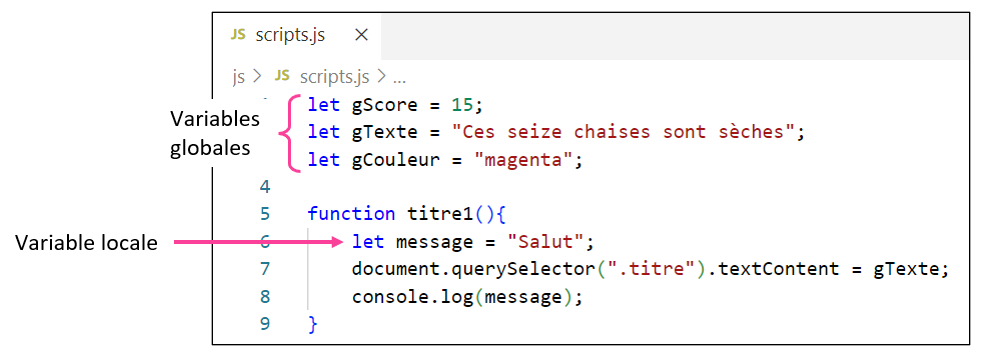 JS scripts.js ×
js > JS scripts.js > ...
Variables
globales
let gScore = 15;
let gTexte = "Ces seize chaises sont sèches";
let gCouleur = "magenta";
4
5 function titre1(){
Variable locale
6 let message = "Salut";
7 document.querySelector(".titre").textContent = gTexte;
8 console.log(message);
9 }